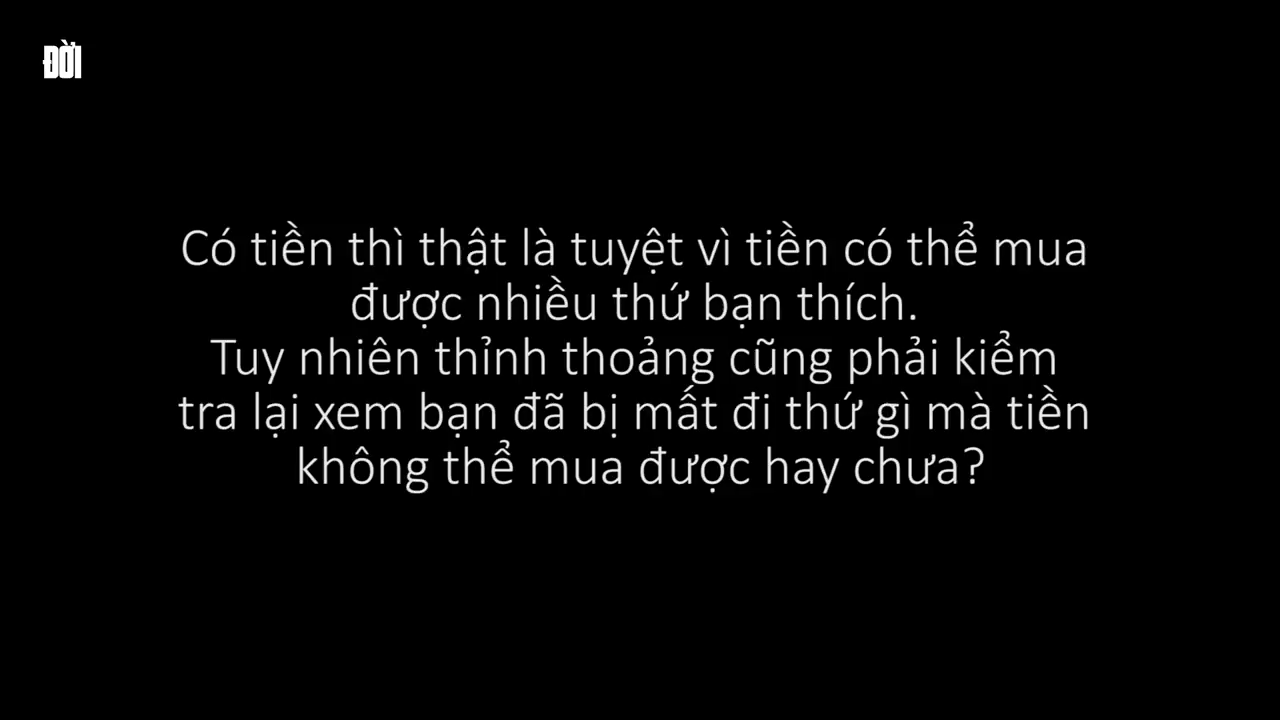 ĐỜI
Có tiền thì thật là tuyệt vì tiền có thể mua
được nhiều thứ bạn thích.
Tuy nhiên thỉnh thoảng cũng phải kiểm
tra lại xem bạn đã bị mất đi thứ gì mà tiền
không thể mua được hay chưa?